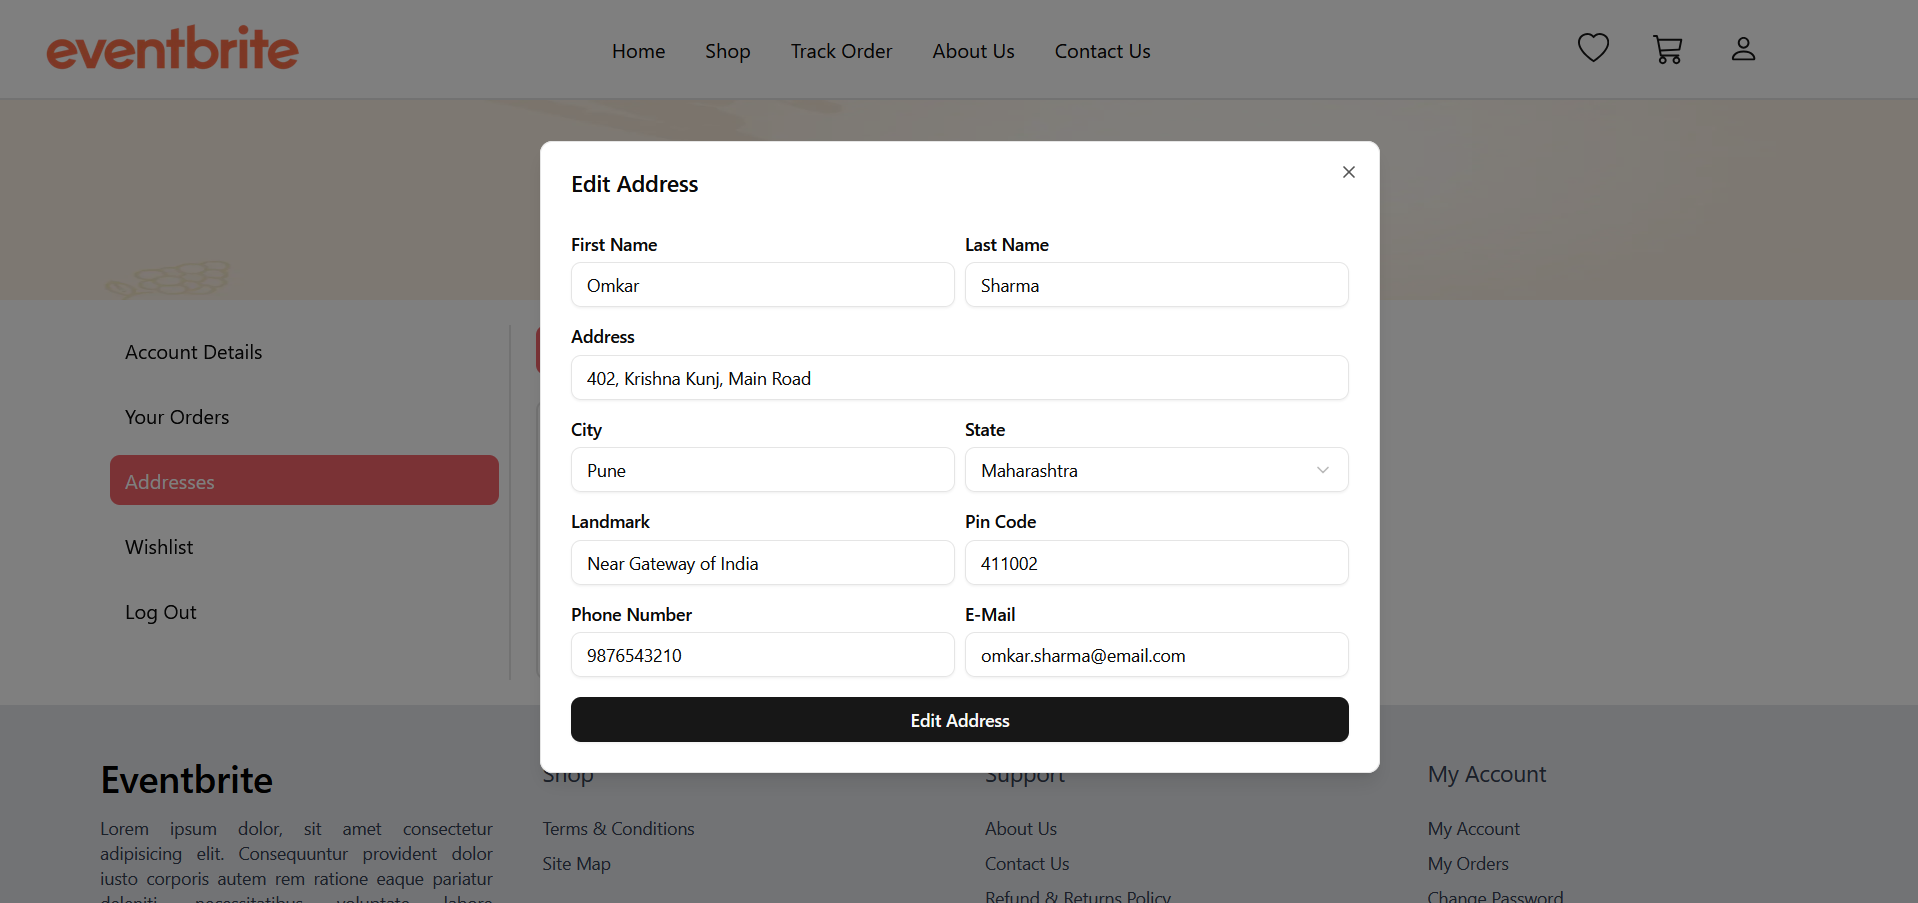 eventbrite
Home Shop Track Order About Us Contact Us
Edit Address
First Name Last Name
Omkar Sharma
Address
402, Krishna Kunj, Main Road
City State
Pune Maharashtra
Landmark Pin Code
Near Gateway of India 411002
Phone Number E-Mail
9876543210 omkar.sharma@email.com
Edit Address
Account Details
Your Orders
Addresses
Wishlist
Log Out
Eventbrite
Lorem ipsum dolor, sit amet consectetur
adipisicing elit. Consequuntur provident dolor
iusto corporis autem rem ratione eaque pariatur
deleniti necessitatibus voluptate labore
Shop
Terms & Conditions
Site Map
Support
About Us
Contact Us
Refund & Returns Policy
My Account
My Account
My Orders
Change Password